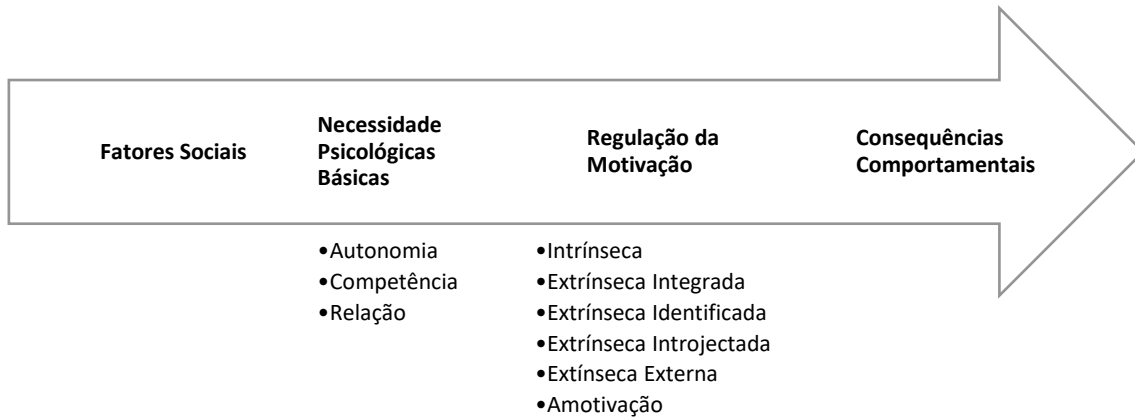 Fatores Sociais
Necessidade
Psicológicas
Básicas
Regulação da
Motivação
Consequências
Comportamentais
•Autonomia
•Competência
•Relação
•Intrínseca
•Extrínseca Integrada
•Extrínseca Identificada
•Extrínseca Introjectada
•Extínseca Externa
•Amotivação